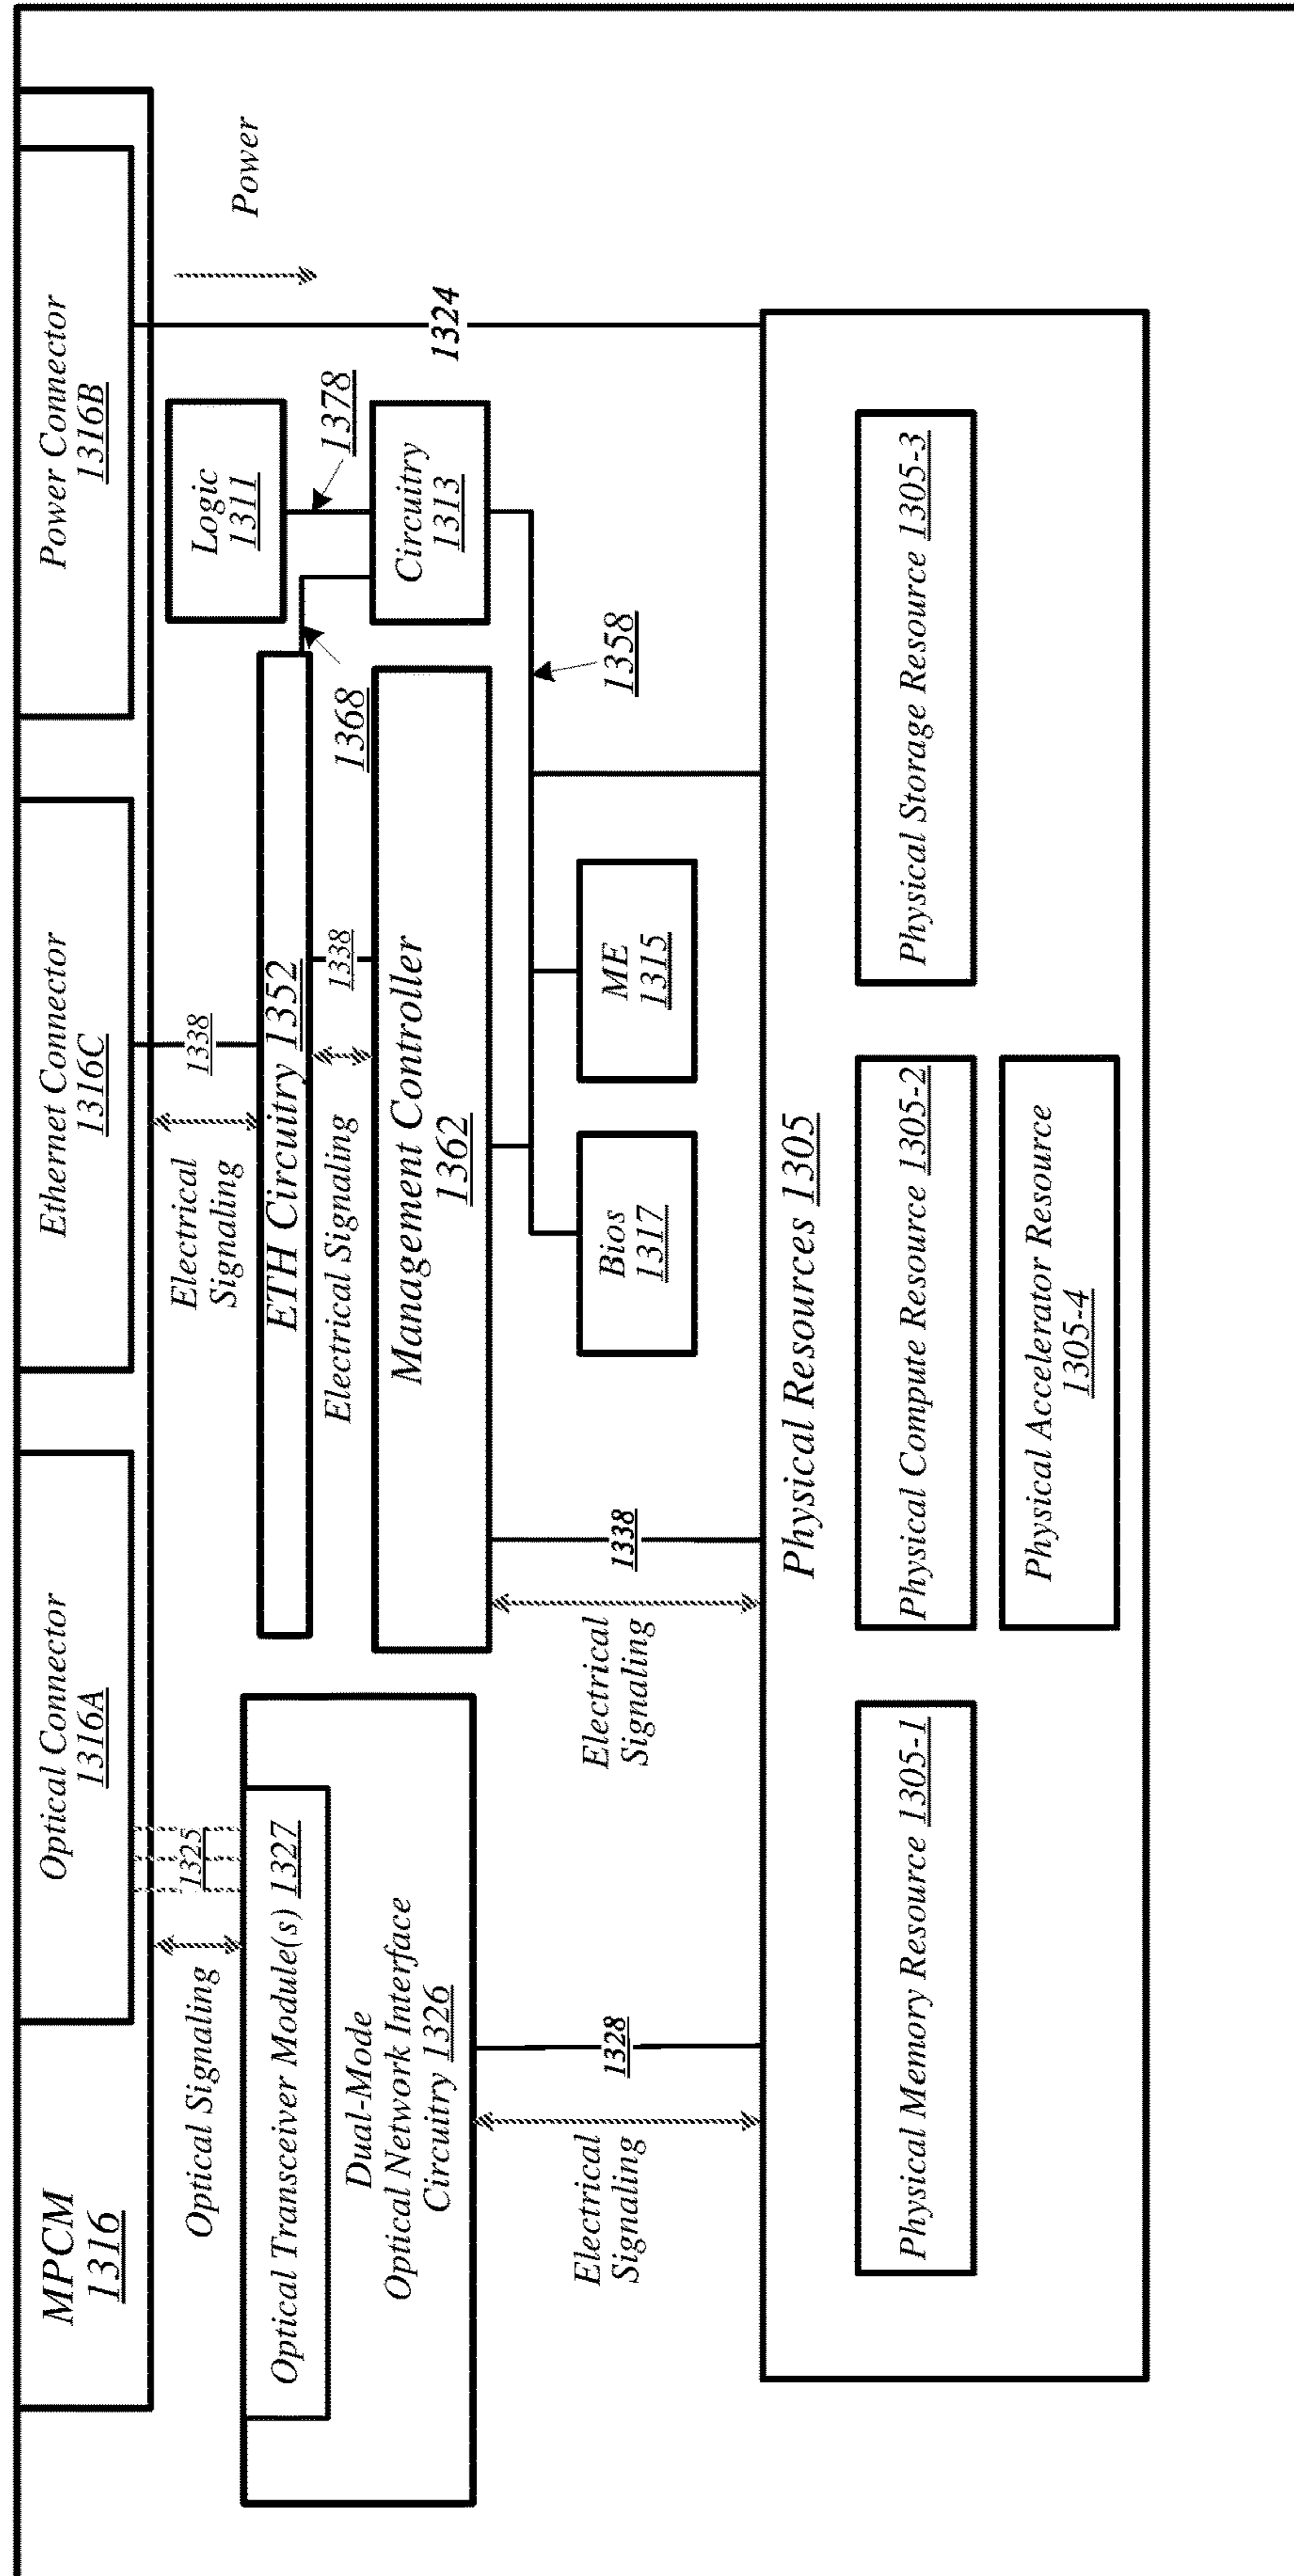 MPCM
1316
Optical Connector
1316A
Ethernet Connector
1316C
Power Connector
1316B
Optical Signaling
1325
Electrical
Signaling
1338
Logic
1311
Power
Optical Transceiver Module(s) 1327
Dual-Mode
Optical Network Interface
Circuitry 1326
ETH Circuitry 1352
1368
1378
Electrical Signaling
1338
Management Controller
1362
Circuitry
1313
1324
Electrical
Signaling
1328
Electrical
Signaling
1338
Bios
1317
ME
1315
1358
Physical Resources 1305
Physical Memory Resource 1305-1
Physical Compute Resource 1305-2
Physical Storage Resource 1305-3
Physical Accelerator Resource
1305-4